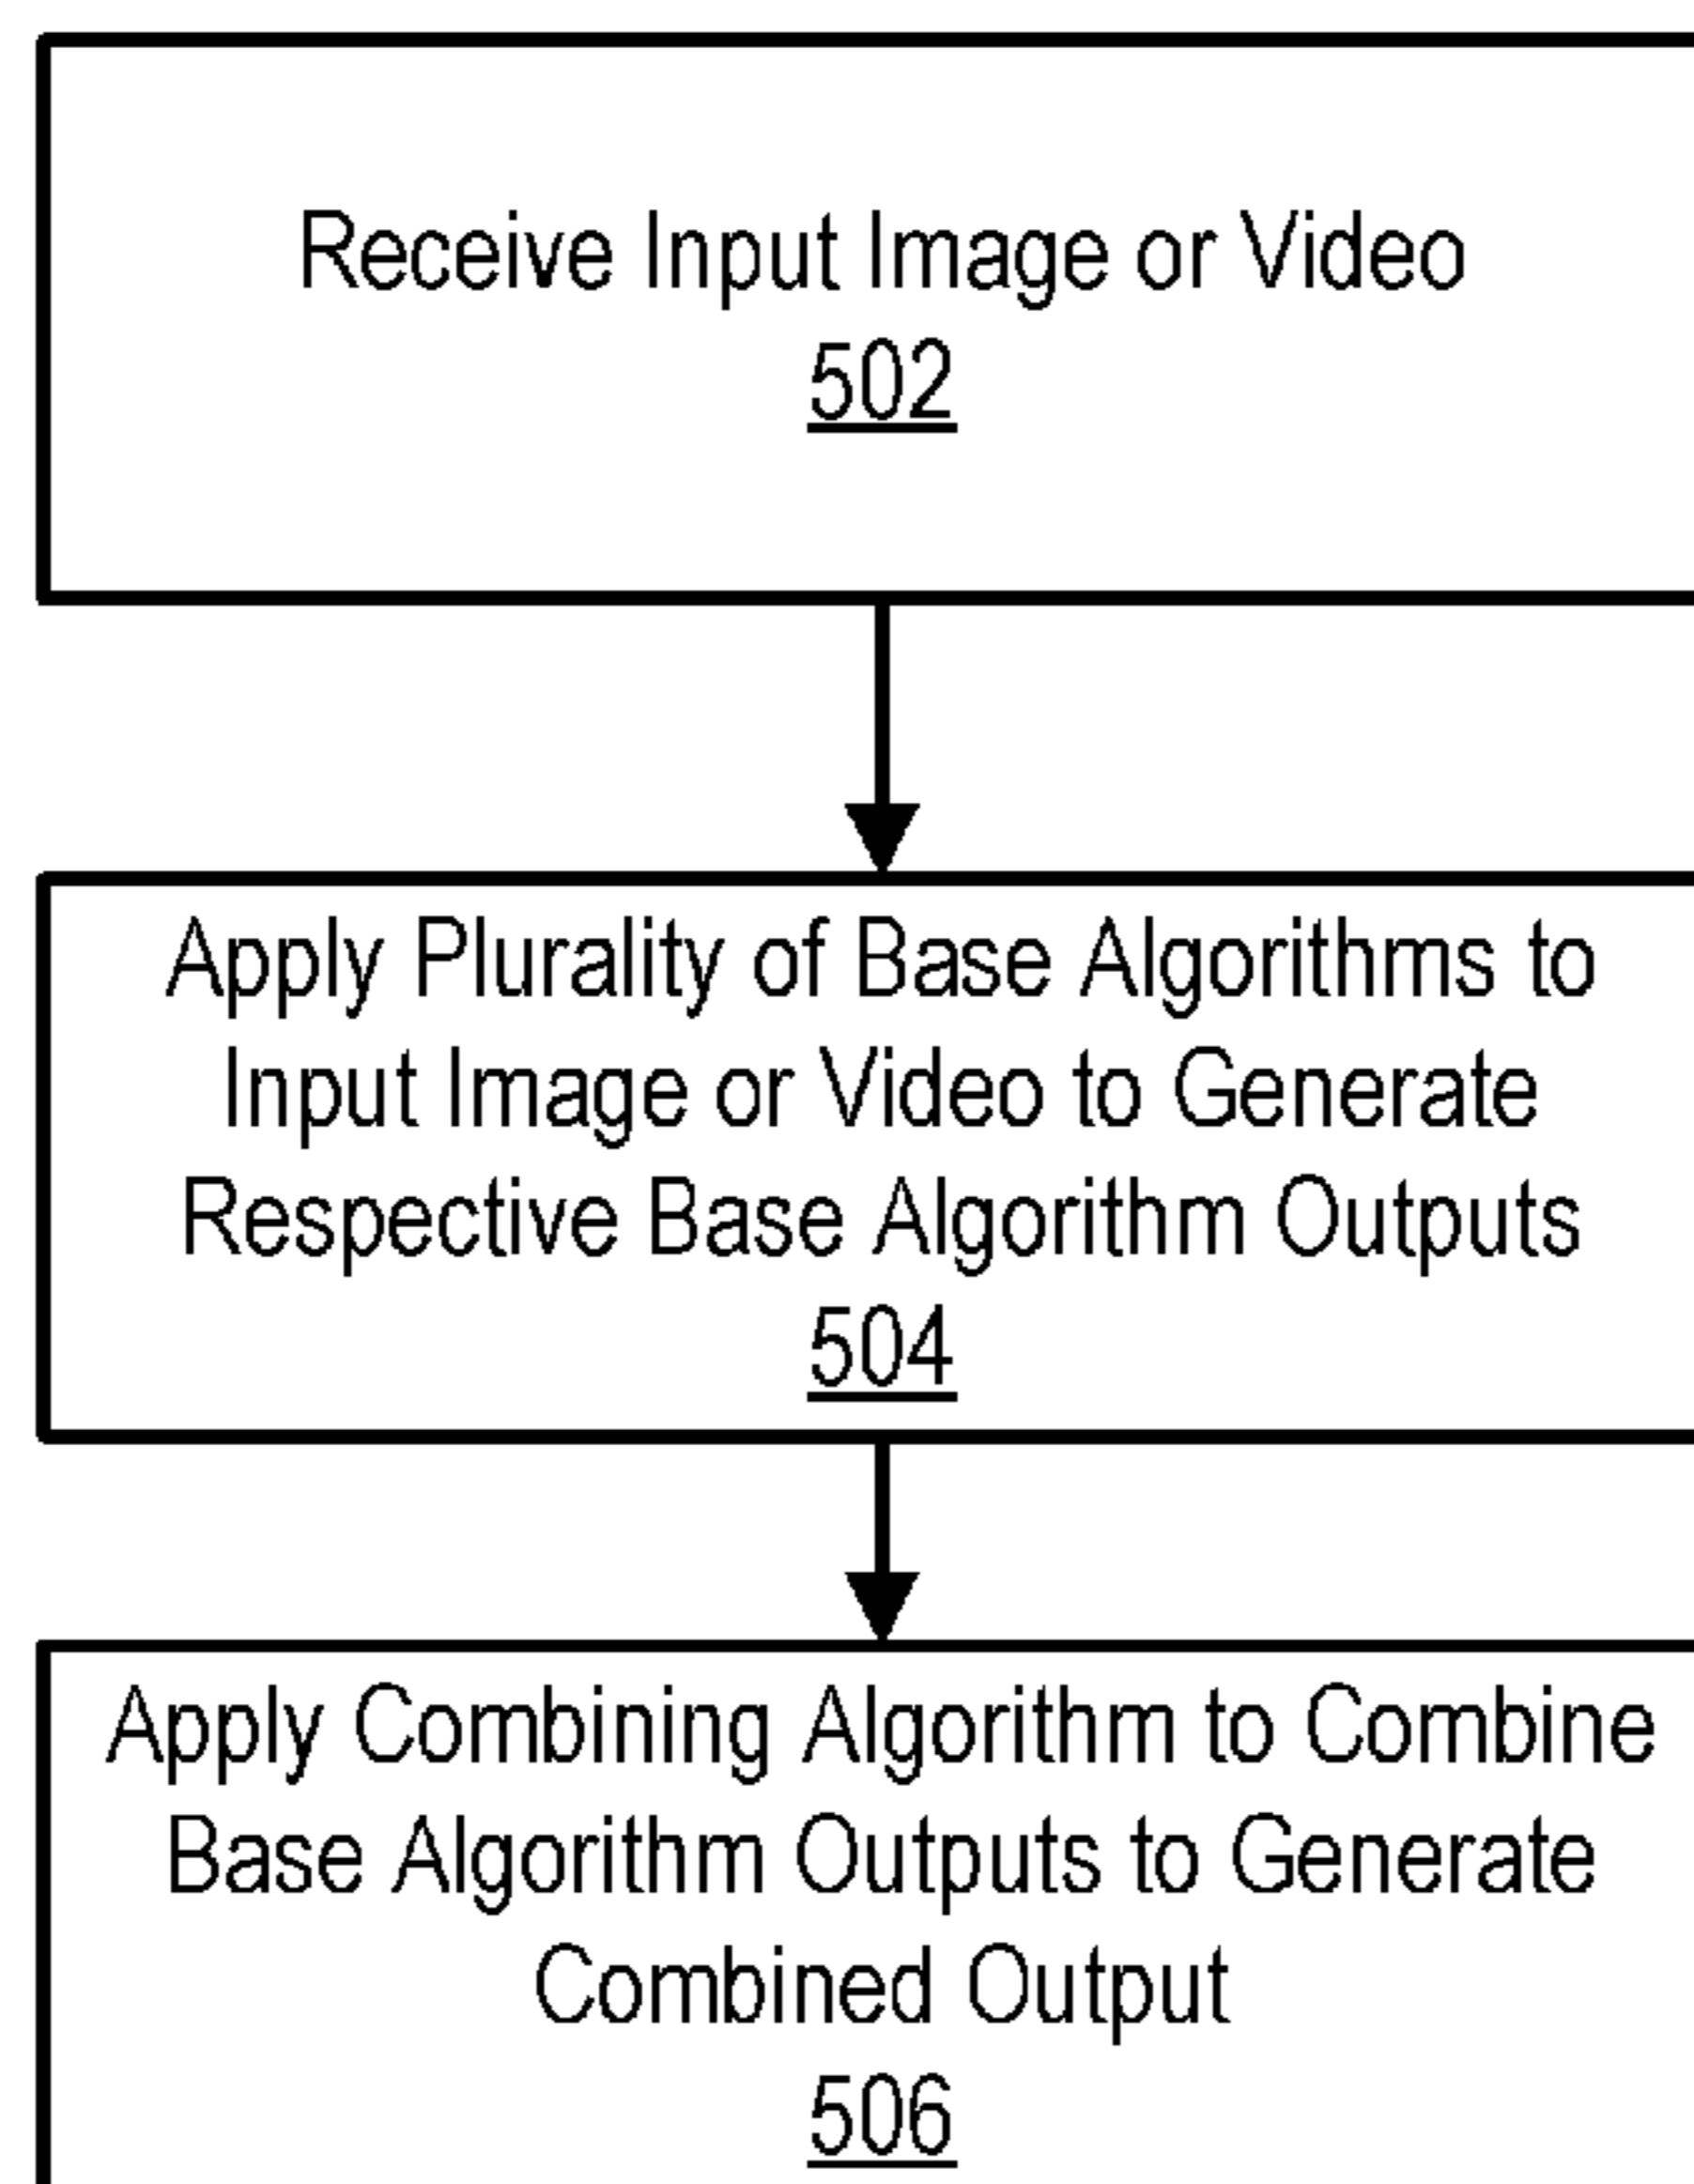 Receive Input Image or Video
502
Apply Plurality of Base Algorithms to
Input Image or Video to Generate
Respective Base Algorithm Outputs
504
Apply Combining Algorithm to Combine
Base Algorithm Outputs to Generate
Combined Output
506